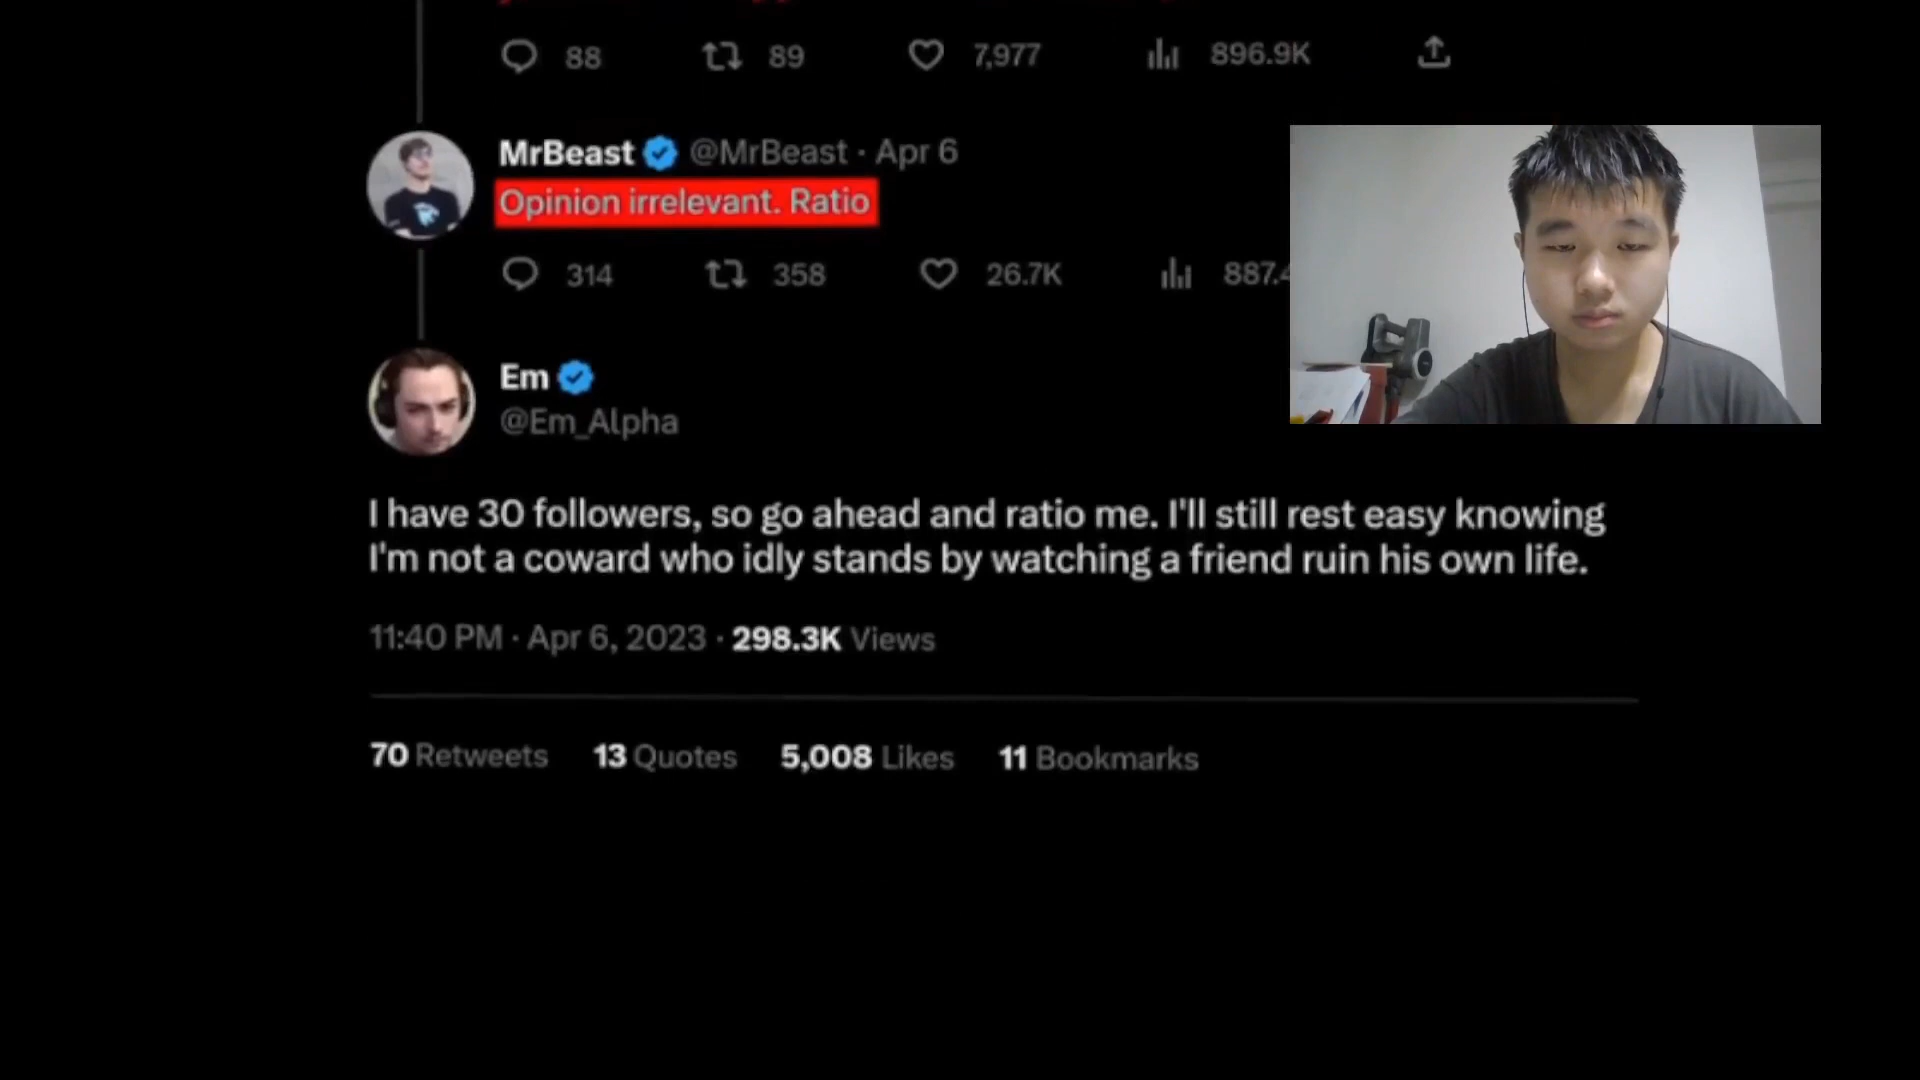 88 89 7,977 896.9K
MrBeast @MrBeast · Apr 6
Opinion irrelevant. Ratio
314 358 26.7K 887.4
Em
@Em_Alpha
I have 30 followers, so go ahead and ratio me. I'll still rest easy knowing
I'm not a coward who idly stands by watching a friend ruin his own life.
11:40 PM · Apr 6, 2023 · 298.3K Views
70 Retweets 13 Quotes 5,008 Likes 11 Bookmarks